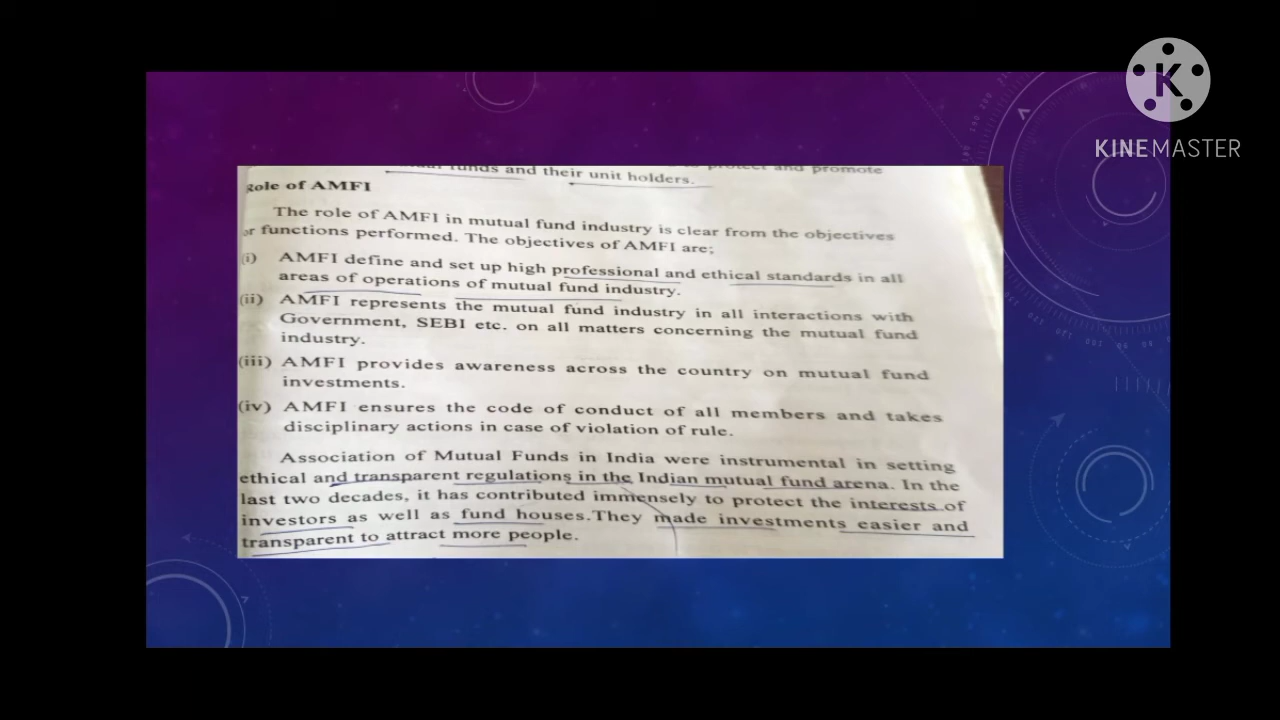 K
KINEMASTER
funds and their unit holders. protect and promote
Role of AMFI
The role of AMFI in mutual fund industry is clear from the objectives
or functions performed. The objectives of AMFI are;
(i) AMFI define and set up high professional and ethical standards in all
areas of operations of mutual fund industry.
(ii) AMFI represents the mutual fund industry in all interactions with
Government, SEBI etc. on all matters concerning the mutual fund
industry.
(iii) AMFI provides awareness across the country on mutual fund
investments.
(iv) AMFI ensures the code of conduct of all members and takes
disciplinary actions in case of violation of rule.
Association of Mutual Funds in India were instrumental in setting
ethical and transparent regulations in the Indian mutual fund arena. In the
last two decades, it has contributed immensely to protect the interests of
investors as well as fund houses.They made investments easier and
transparent to attract more people.